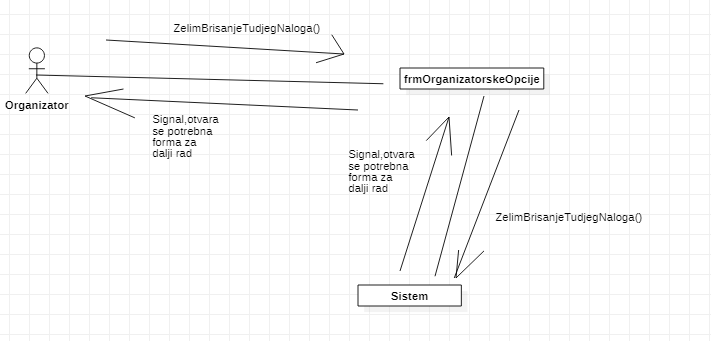 ZelimBrisanjeTudjegNaloga()
frmOrganizatorskeOpcije
Organizator
Signal,otvara
se potrebna
forma za
dalji rad
Signal,otvara
se potrebna
forma za
dalji rad
ZelimBrisanjeTudjegNaloga()
Sistem